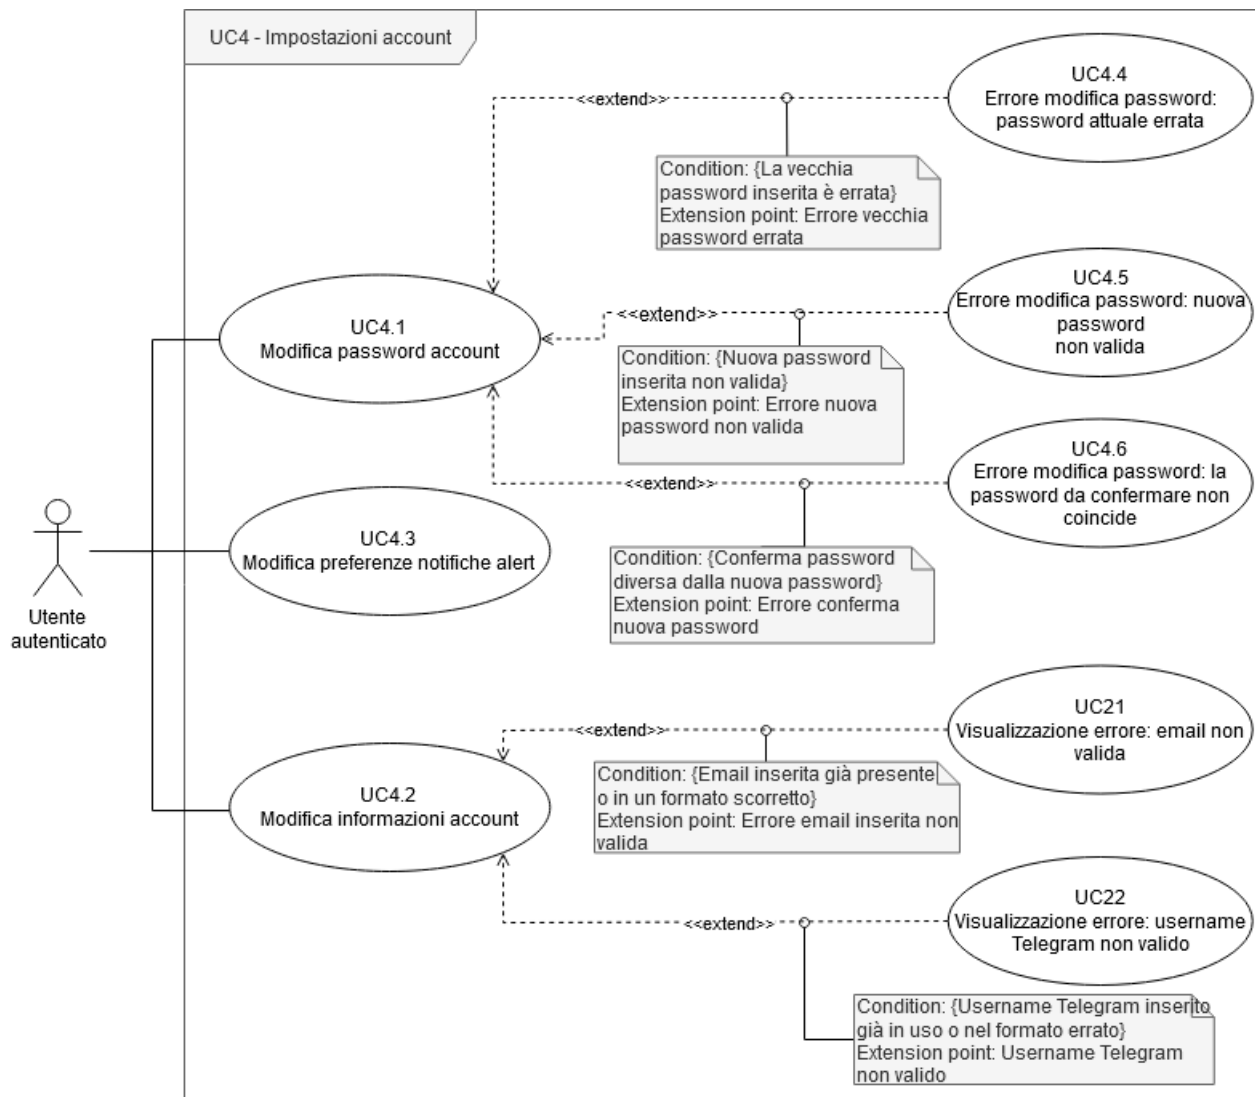 UC4 - Impostazioni account
UC4.4
Errore modifica password:
password attuale errata
<<extend>>
Condition: {La vecchia
password inserita è errata}
Extension point: Errore vecchia
password errata
UC4.5
Errore modifica password: nuova
password
non valida
<<extend>>
UC4.1
Modifica password account
Condition: {Nuova password
inserita non valida}
Extension point: Errore nuova
password non valida
UC4.6
Errore modifica password: la
password da confermare non
coincide
<<extend>>
UC4.3
Modifica preferenze notifiche alert
Condition: {Conferma password
diversa dalla nuova password}
Extension point: Errore conferma
nuova password
Utente
autenticato
UC21
Visualizzazione errore: email non
valida
<<extend>>
UC4.2
Modifica informazioni account
Condition: {Email inserita già presente
o in un formato scorretto}
Extension point: Errore email inserita non
valida
UC22
Visualizzazione errore: username
Telegram non valido
<<extend>>
Condition: {Username Telegram inserito
già in uso o nel formato errato}
Extension point: Username Telegram
non valido